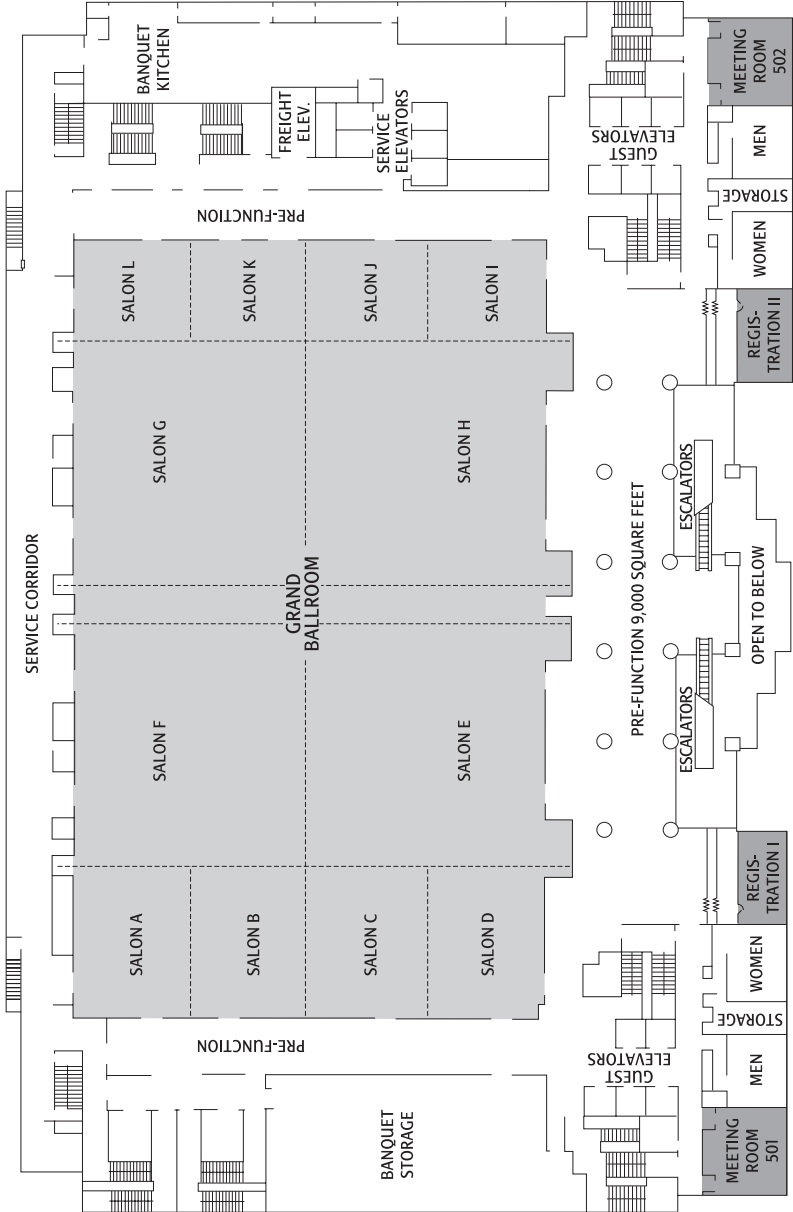 BANQUET
KITCHEN
FREIGHT
ELEV.
SERVICE
ELEVATORS
GUEST
ELEVATORS
MEETING
ROOM
502
MEN
STORAGE
WOMEN
REGIS-
TRATION II
PRE-FUNCTION
SALON L
SALON K
SALON J
SALON I
SALON G
SALON H
SERVICE CORRIDOR
GRAND
BALLROOM
PRE-FUNCTION 9,000 SQUARE FEET
ESCALATORS
OPEN TO BELOW
ESCALATORS
SALON F
SALON E
SALON A
SALON B
SALON C
SALON D
REGIS-
TRATION I
WOMEN
STORAGE
MEN
MEETING
ROOM
501
GUEST
ELEVATORS
PRE-FUNCTION
BANQUET
STORAGE